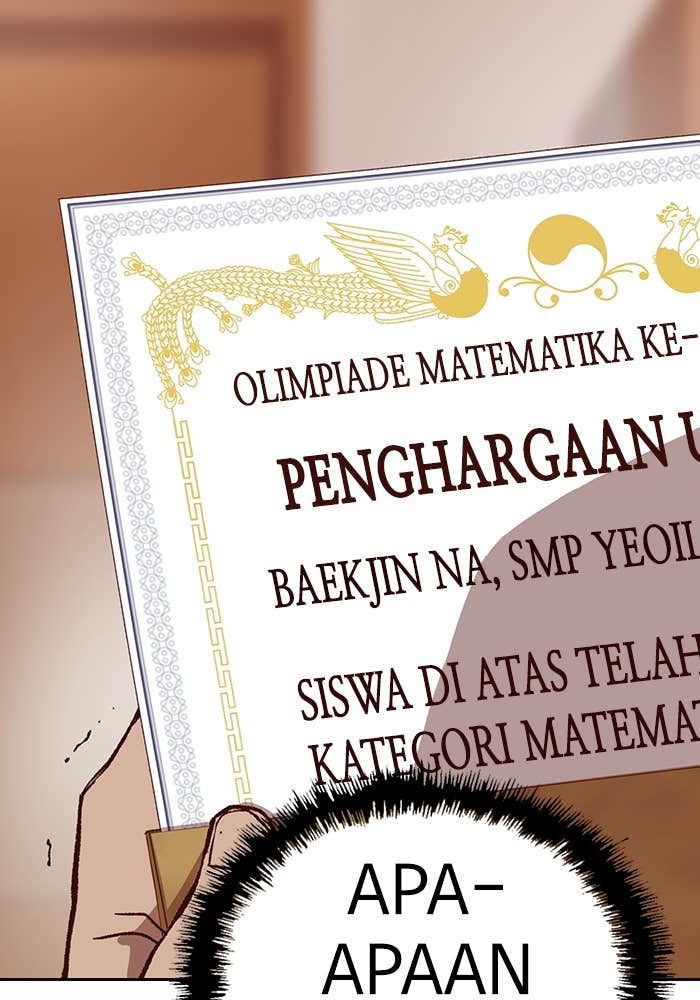 OLIMPIADE MATEMATIKA KE-
PENGHARGAAN U
BAEKJIN NA, SMP YEOIL
SISWA DI ATAS TELAH
KATEGORI MATEMAT
APA-
APAAN